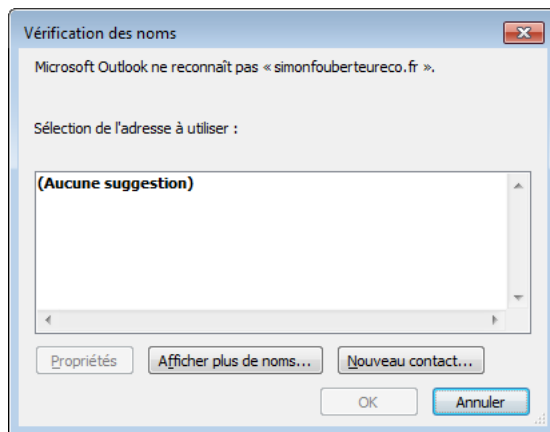 Vérification des noms
Microsoft Outlook ne reconnaît pas « simonfouberteureco.fr ».
Sélection de l'adresse à utiliser :
(Aucune suggestion)
Propriétés Afficher plus de noms... Nouveau contact...
OK Annuler